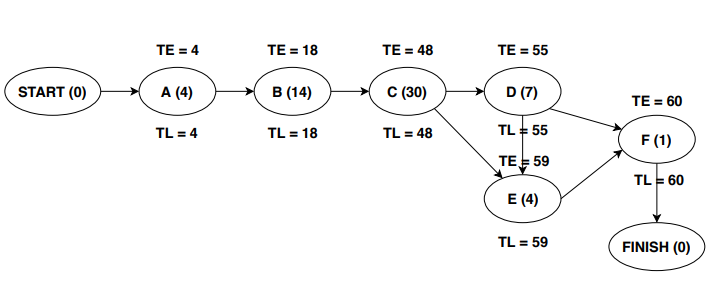 TE = 4
TE = 18
TE = 48
TE = 55
START (0)
A (4)
B (14)
C (30)
D (7)
TE = 60
TL = 4
TL = 18
TL = 48
TL = 55
F (1)
TE = 59
TL = 60
E (4)
TL = 59
FINISH (0)